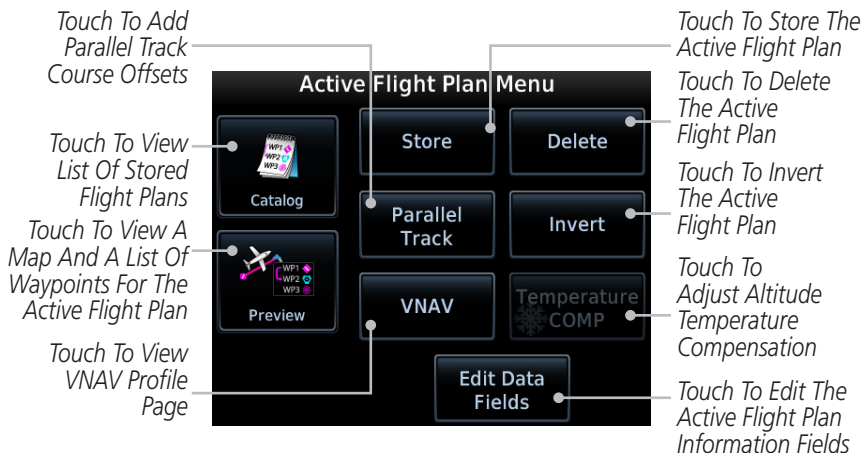 Touch To Add
Parallel Track
Course Offsets
Touch To View
List Of Stored
Flight Plans
Touch To View A
Map And A List Of
Waypoints For The
Active Flight Plan
Touch To View
VNAV Profile
Page
Active Flight Plan Menu
WP1
WP2
WP3
Catalog
Store
Delete
Parallel
Track
Invert
WP1
WP2
WP3
Preview
VNAV
Temperature
COMP
Edit Data
Fields
Touch To Store The
Active Flight Plan
Touch To Delete
The Active
Flight Plan
Touch To Invert
The Active
Flight Plan
Touch To
Adjust Altitude
Temperature
Compensation
Touch To Edit The
Active Flight Plan
Information Fields